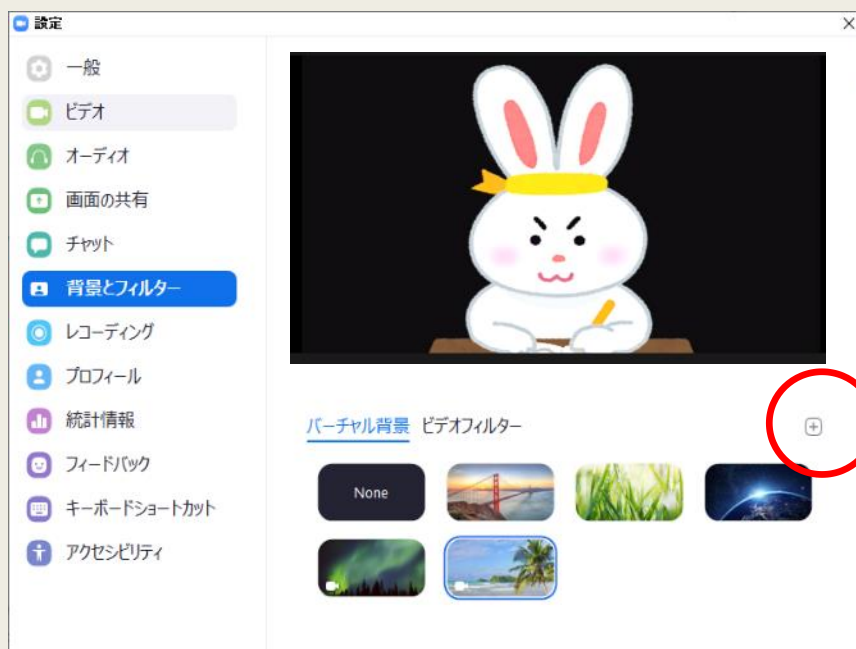 設定
一般
ビデオ
オーディオ
画面の共有
チャット
背景とフィルター
レコーディング
プロフィール
統計情報
フィードバック
キーボードショートカット
アクセシビリティ
バーチャル背景 ビデオフィルター
None